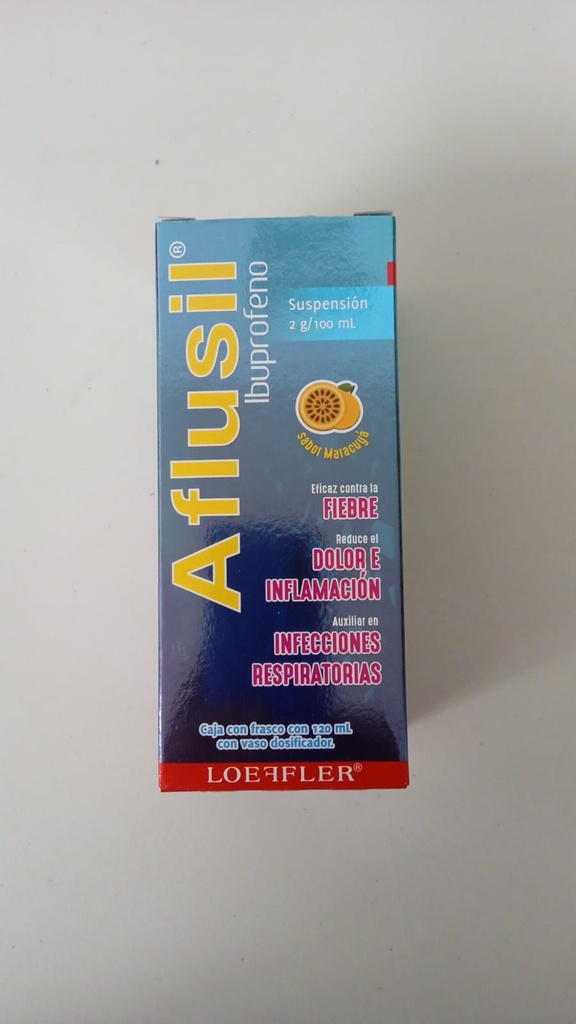 Aflusil®
Ibuprofeno
Suspensión
2 g/100 mL
Sabor Maracuyá
Eficaz contra la
FIEBRE
Reduce el
DOLOR E
INFLAMACIÓN
Auxiliar en
INFECCIONES
RESPIRATORIAS
Caja con frasco con 120 mL
con vaso dosificador.
LOEFFLER®